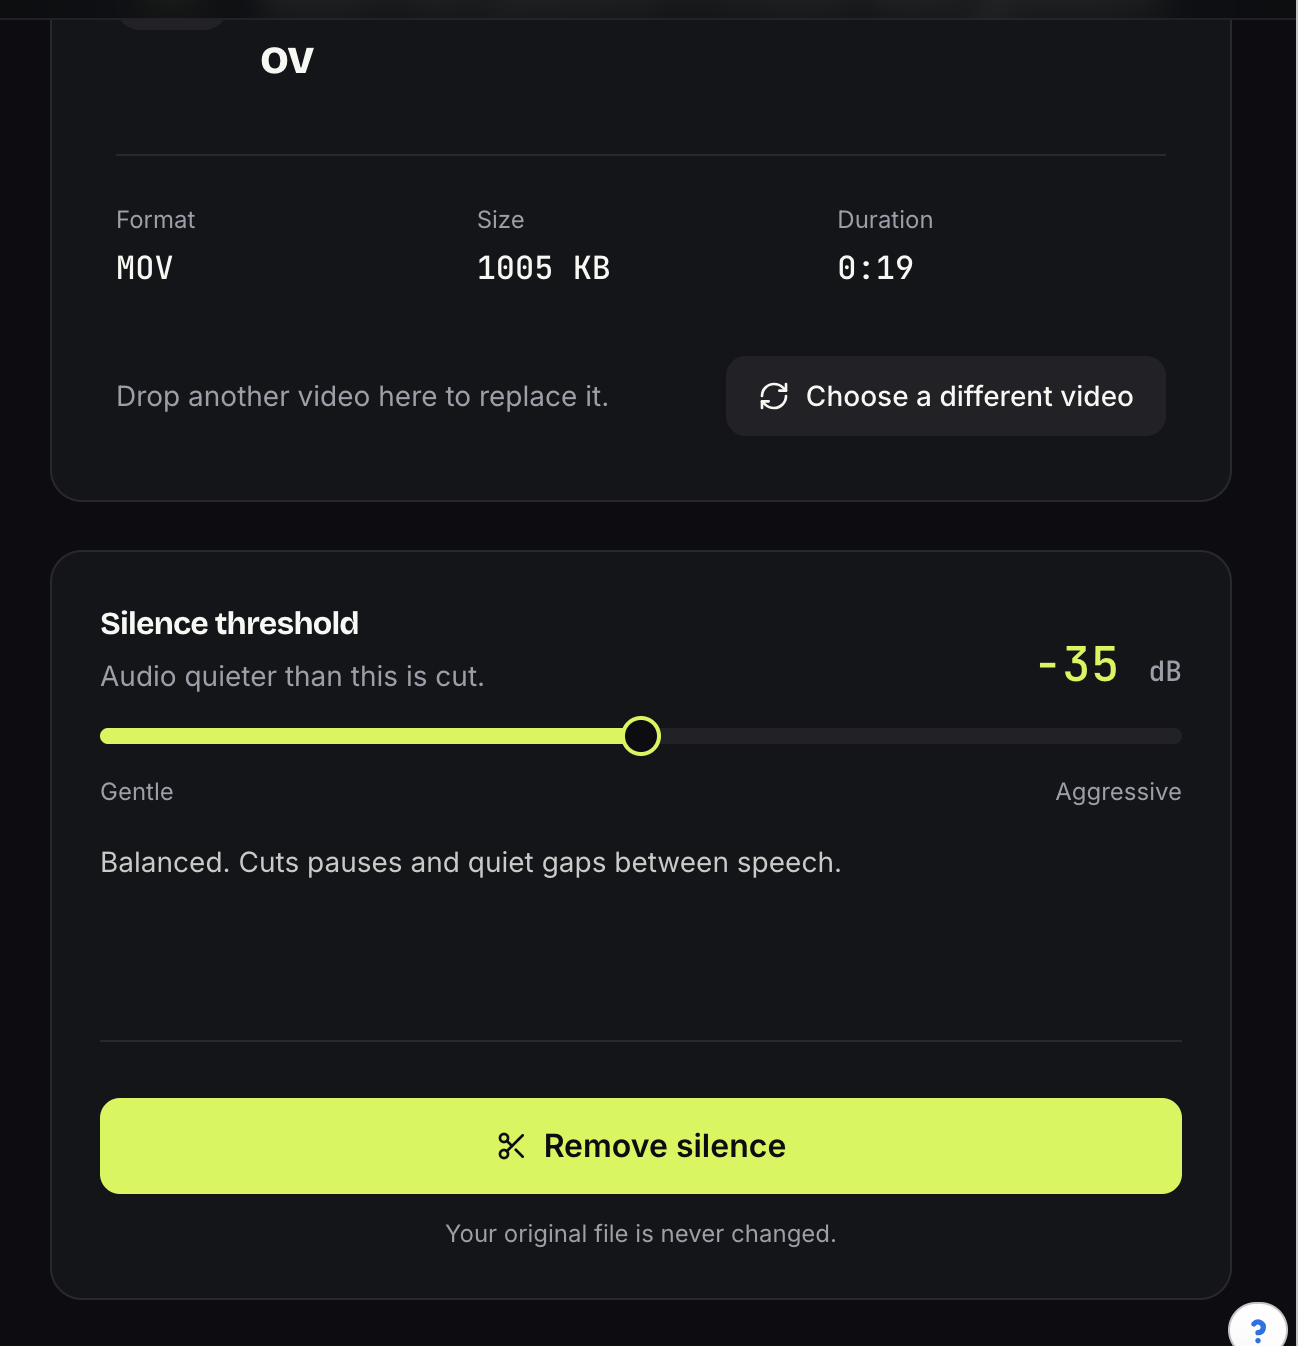 ov
Format
Size
Duration
MOV
1005 KB
0:19
Drop another video here to replace it.
Choose a different video
Silence threshold
Audio quieter than this is cut.
-35 dB
Gentle
Aggressive
Balanced. Cuts pauses and quiet gaps between speech.
Remove silence
Your original file is never changed.
?